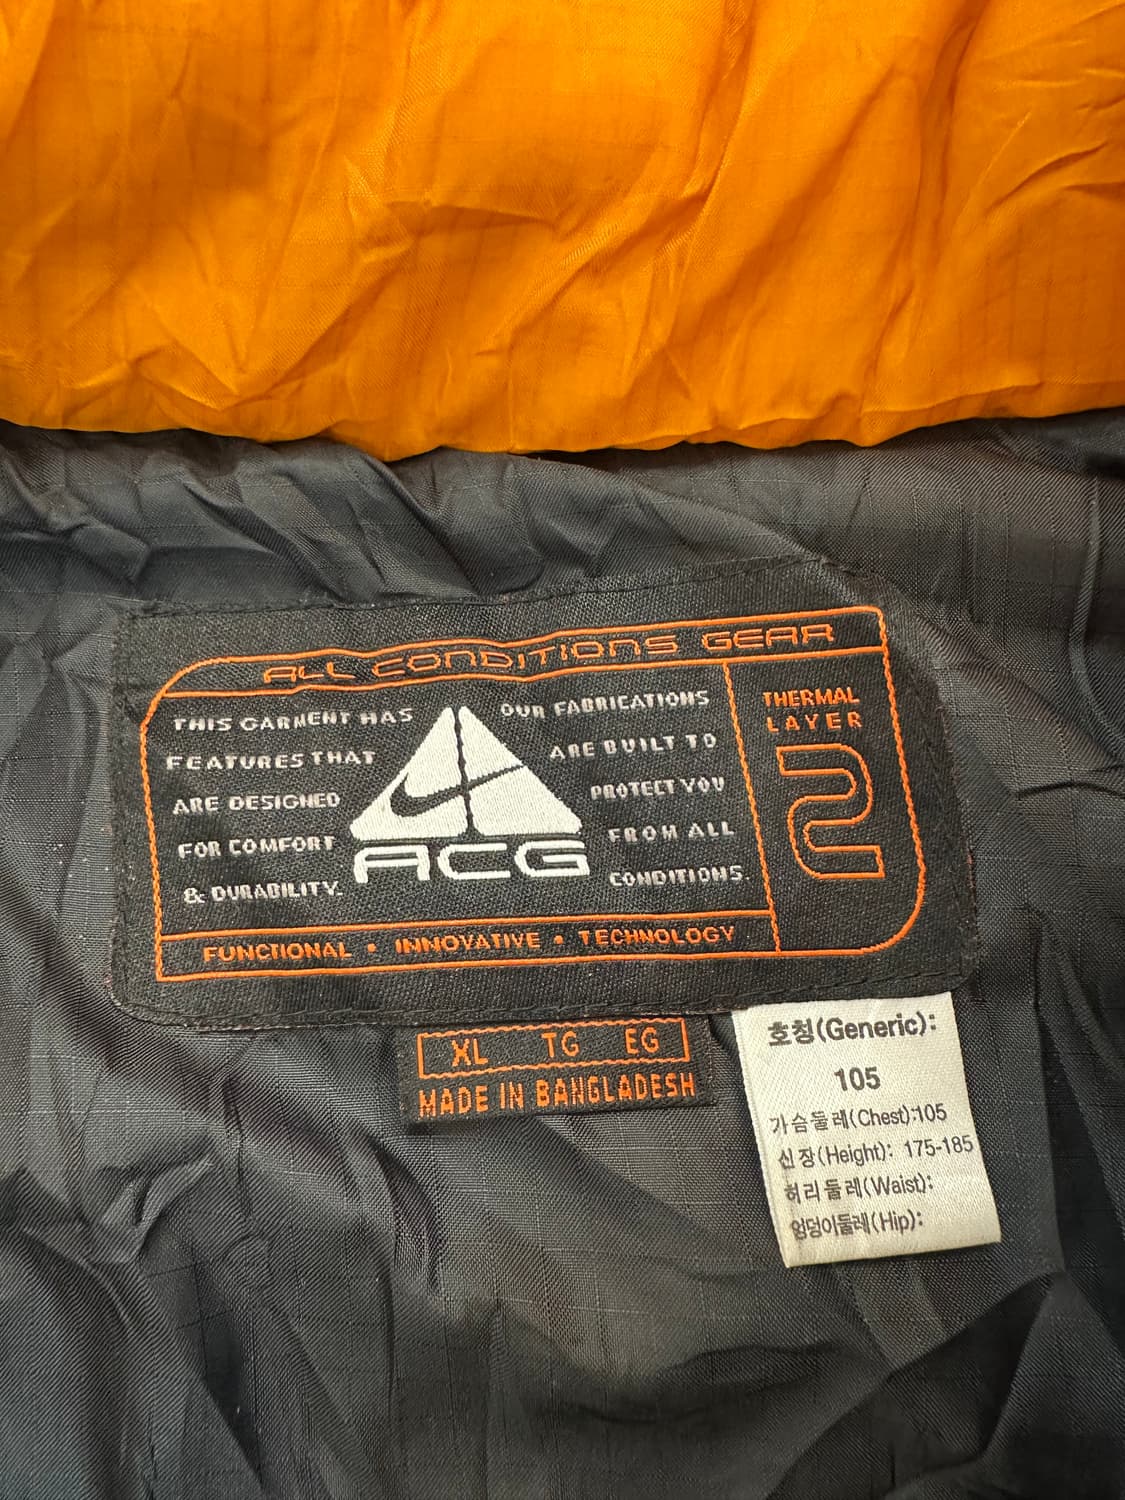 ALL CONDITIONS GEAR
THIS GARMENT HAS
FEATURES THAT
ARE DESIGNED
FOR COMFORT
& DURABILITY.
ACG
OUR FABRICATIONS
ARE BUILT TO
PROTECT YOU
FROM ALL
CONDITIONS.
THERMAL
LAYER
2
FUNCTIONAL • INNOVATIVE • TECHNOLOGY
XL TG EG
MADE IN BANGLADESH
호칭(Generic):
105
가슴둘레(Chest):105
신장(Height): 175-185
허리둘레(Waist):
엉덩이둘레(Hip):